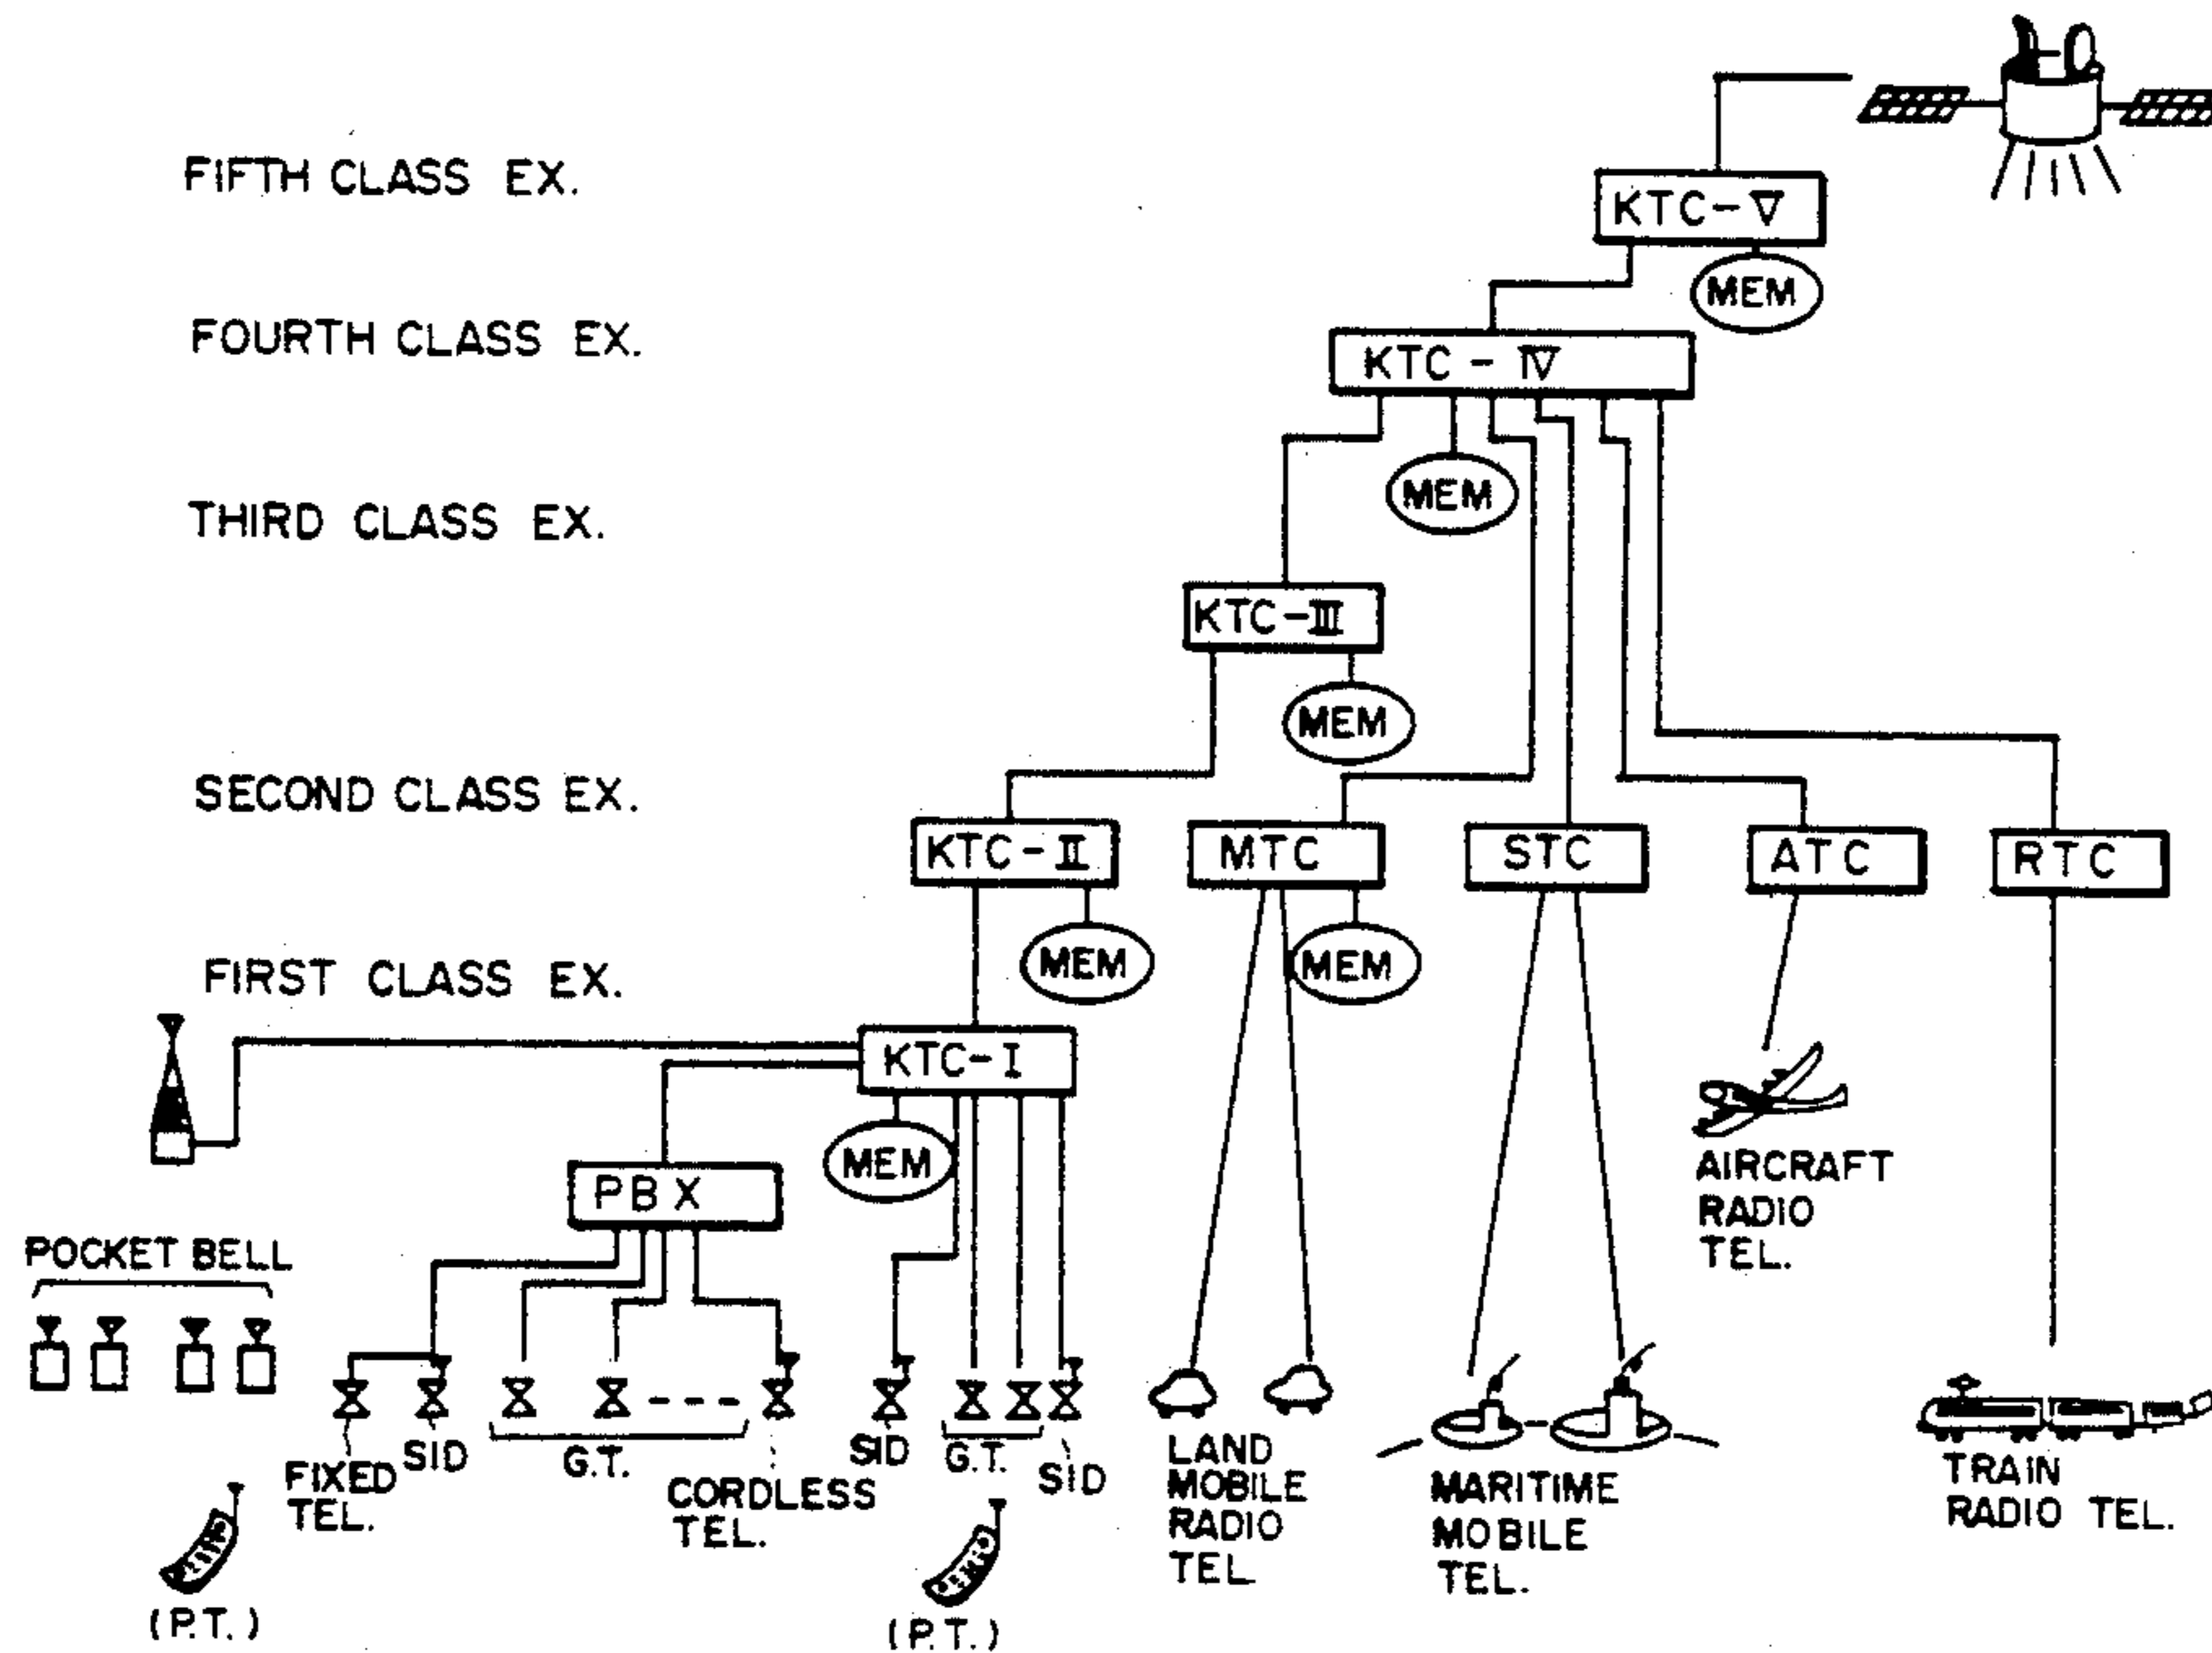 FIFTH CLASS EX.
KTC-V
MEM
FOURTH CLASS EX.
KTC - IV
MEM
THIRD CLASS EX.
KTC-III
MEM
SECOND CLASS EX.
KTC-II
MTC
STC
ATC
RTC
MEM
MEM
FIRST CLASS EX.
KTC-I
MEM
PBX
AIRCRAFT
RADIO
TEL.
POCKET BELL
FIXED
TEL.
SID
G.T.
CORDLESS
TEL.
SID
G.T.
SID
LAND
MOBILE
RADIO
TEL
MARITIME
MOBILE
TEL.
TRAIN
RADIO TEL.
(P.T.)
(P.T.)